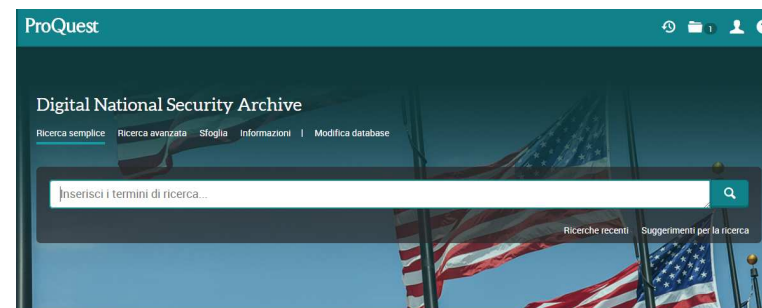 ProQuest
1
Digital National Security Archive
Ricerca semplice Ricerca avanzata Sfoglia Informazioni | Modifica database
Inserisci i termini di ricerca...
Ricerche recenti Suggerimenti per la ricerca